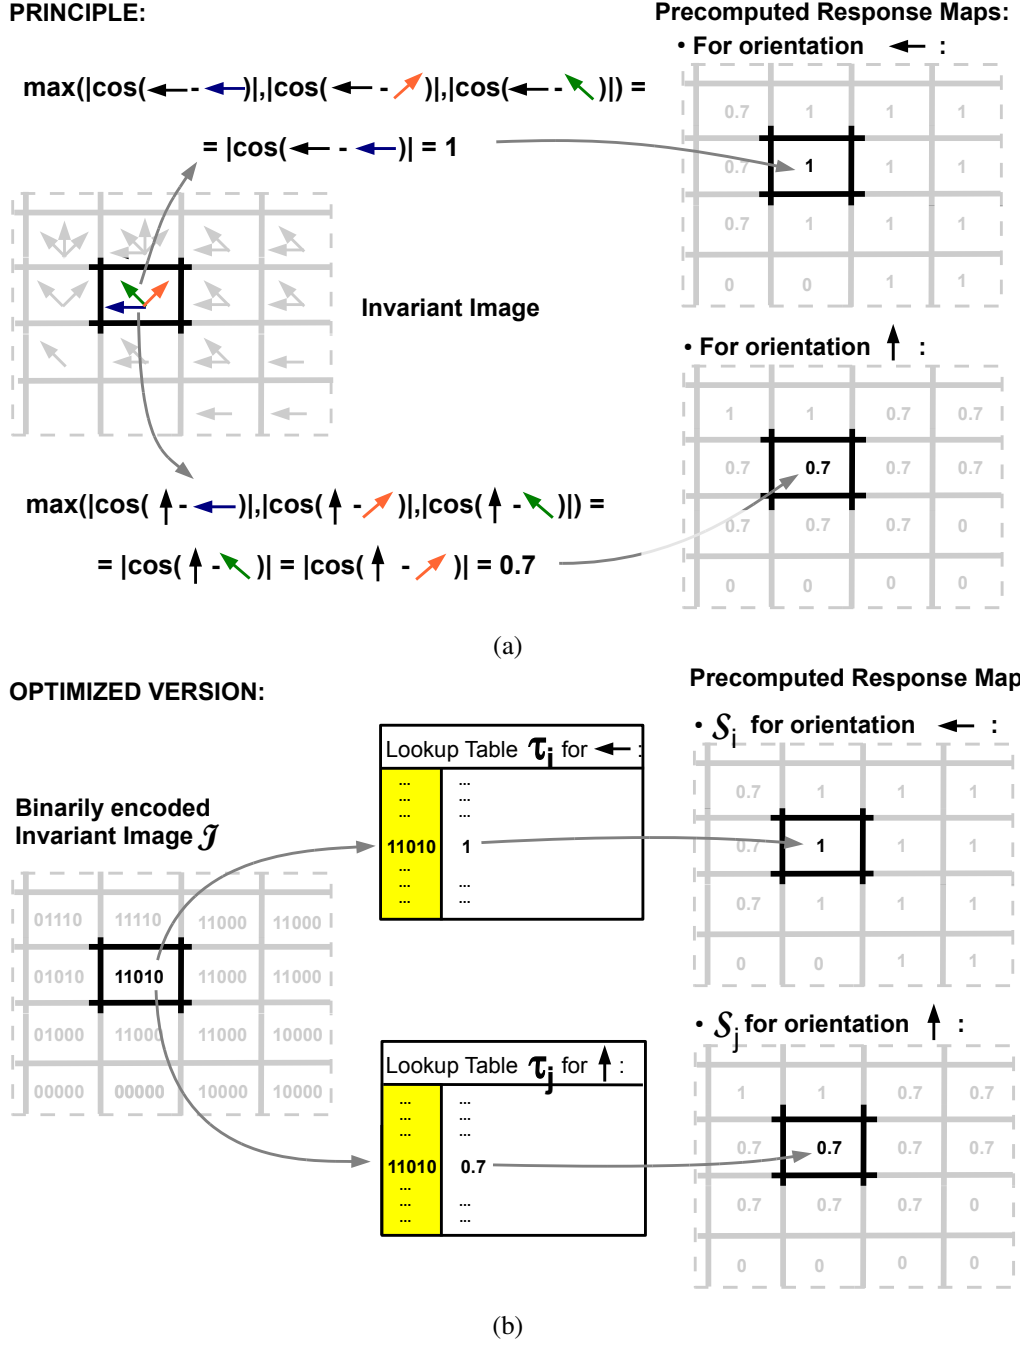 PRINCIPLE:
Precomputed Response Maps:
• For orientation :
max(|cos( - )|,|cos( - )|,|cos( - )|) =
= |cos( - )| = 1
0.7 1 1 1
0.7 1 1 1
0.7 1 1 1
0 0 1 1
Invariant Image
• For orientation :
1 1 0.7 0.7
0.7 0.7 0.7 0.7
0.7 0.7 0.7 0
0 0 0 0
max(|cos( - )|,|cos( - )|,|cos( - )|) =
= |cos( - )| = |cos( - )| = 0.7
(a)
OPTIMIZED VERSION:
Precomputed Response Map
• 𝒮i for orientation :
Lookup Table τi for :
...  ...
...  ...
...  ...
11010 1
...
...  ...
...  ...
0.7 1 1 1
0.7 1 1 1
0.7 1 1 1
0 0 1 1
Binarily encoded
Invariant Image 𝒥
01110 11110 11000 11000
01010 11010 11000 11000
01000 11000 11000 10000
00000 00000 10000 10000
• 𝒮j for orientation :
Lookup Table τj for :
...  ...
...  ...
...  ...
11010 0.7
...
...  ...
...  ...
1 1 0.7 0.7
0.7 0.7 0.7 0.7
0.7 0.7 0.7 0
0 0 0 0
(b)